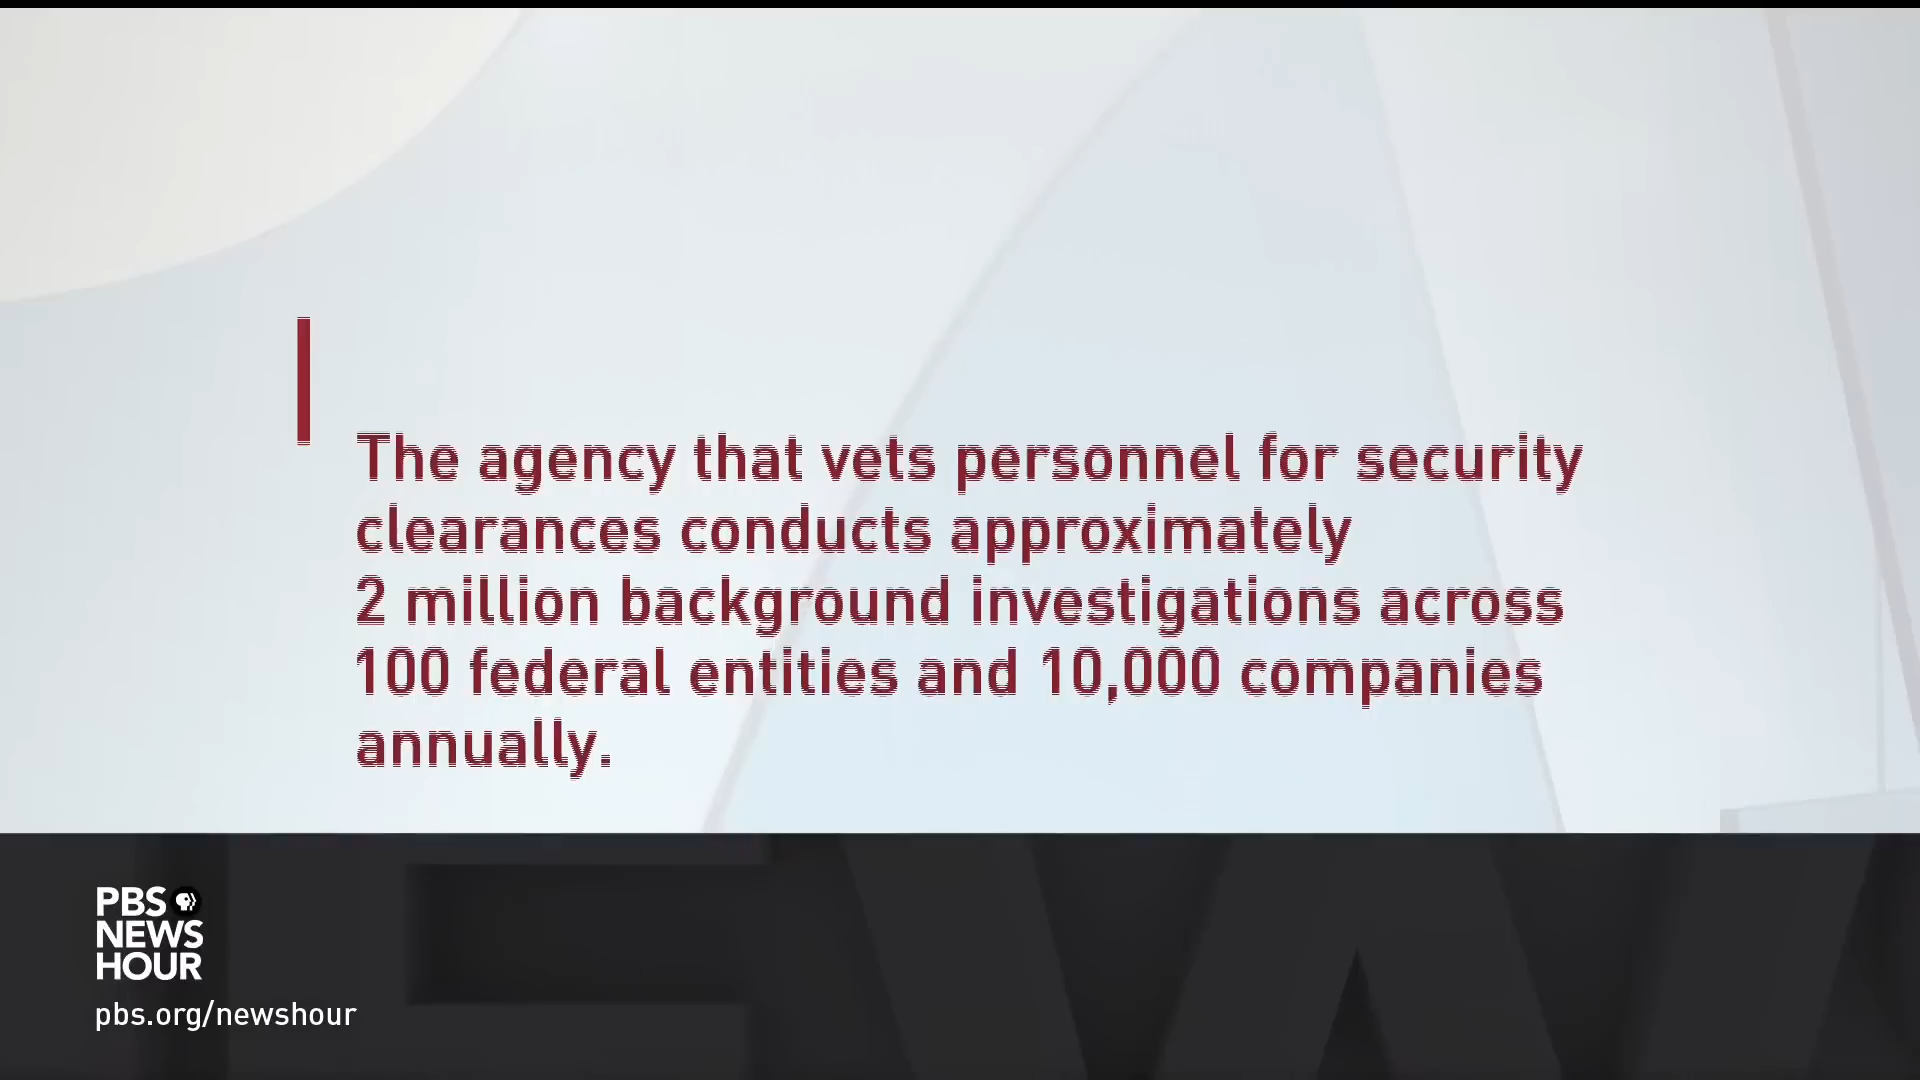 The agency that vets personnel for security
clearances conducts approximately
2 million background investigations across
100 federal entities and 10,000 companies
annually.
PBS
NEWS
HOUR
pbs.org/newshour